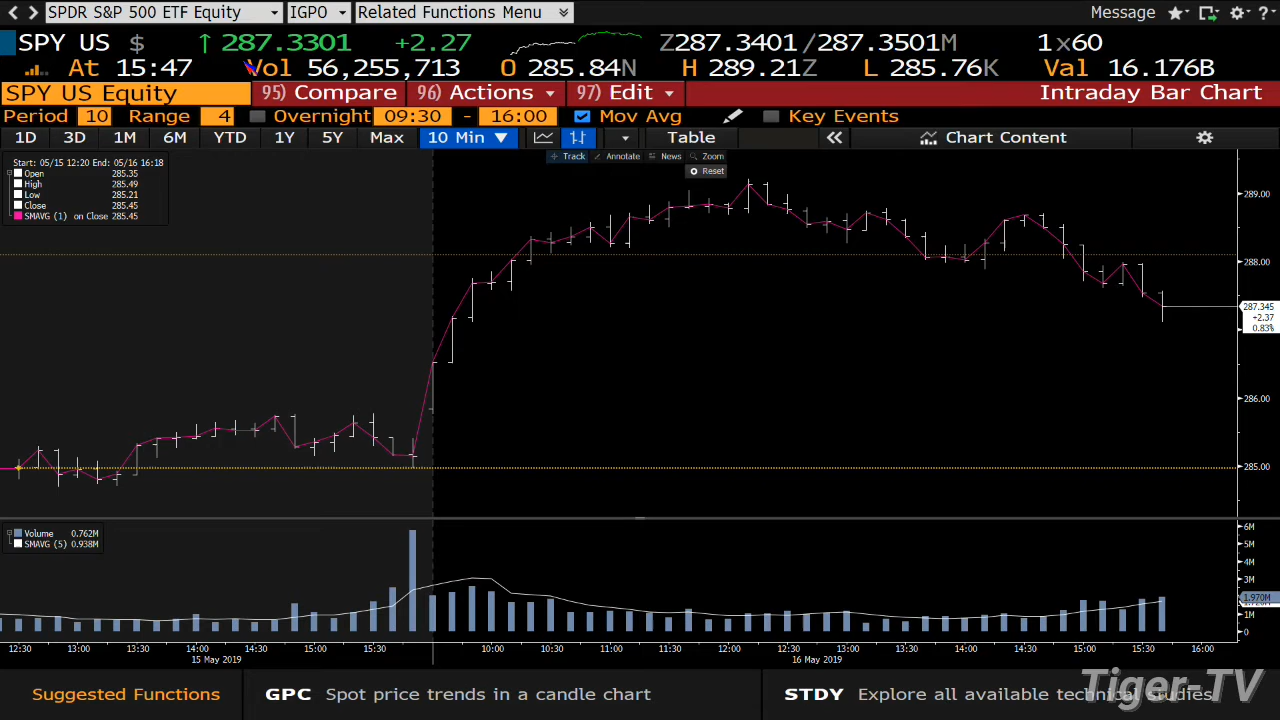 SPDR S&P 500 ETF Equity IGPO Related Functions Menu Message ?
SPY US $ ↑ 287.3301 +2.27 Z287.3401/287.3501M 1x60
At 15:47 Vol 56,255,713 O 285.84N H 289.21Z L 285.76K Val 16.176B
SPY US Equity 95) Compare 96) Actions 97) Edit Intraday Bar Chart
Period 10 Range 4 Overnight 09:30 - 16:00 Mov Avg Key Events
1D 3D 1M 6M YTD 1Y 5Y Max 10 Min ▼ Table Chart Content
Track Annotate News Zoom
Reset
Start: 05/15 12:20 End: 05/16 16:18
Open 285.35
High 285.49
Low 285.21
Close 285.45
SMAVG (1) on Close 285.45
289.00
288.00
287.345
+2.37
0.83%
286.00
285.00
Volume 0.762M
SMAVG (5) 0.938M
6M
5M
4M
3M
2M
1.970M
1M
0
12:30 13:00 14:00 14:30 15:00 15:30 10:00 10:30 11:00 11:30 12:00 12:30 13:00 13:30 14:00 14:30 15:00 15:30 16:00
15 May 2019 16 May 2019
Suggested Functions GPC Spot price trends in a candle chart STDY Explore all available technical studies
Tiger-TV